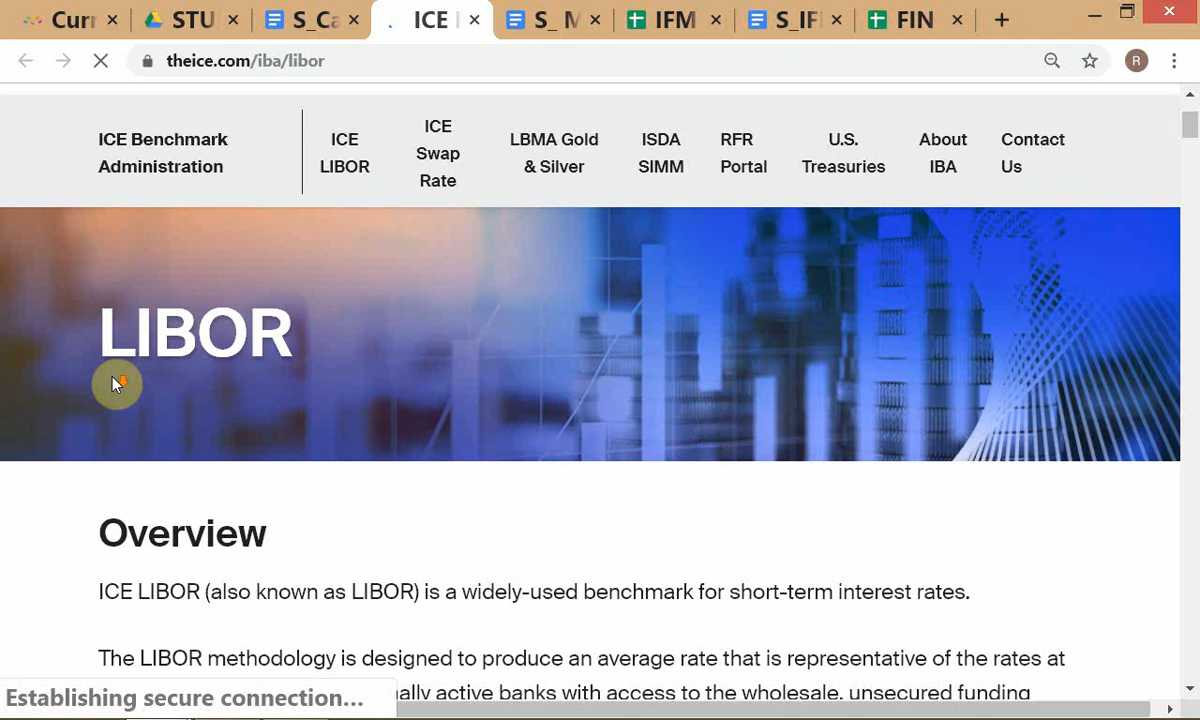 Curr STU S_Ca ICE S_ M IFM S_IF FIN
theice.com/iba/libor R
ICE Benchmark Administration
ICE LIBOR
ICE Swap Rate
LBMA Gold & Silver
ISDA SIMM
RFR Portal
U.S. Treasuries
About IBA
Contact Us
LIBOR
Overview
ICE LIBOR (also known as LIBOR) is a widely-used benchmark for short-term interest rates.
The LIBOR methodology is designed to produce an average rate that is representative of the rates at
active banks with access to the wholesale, unsecured funding
Establishing secure connection...